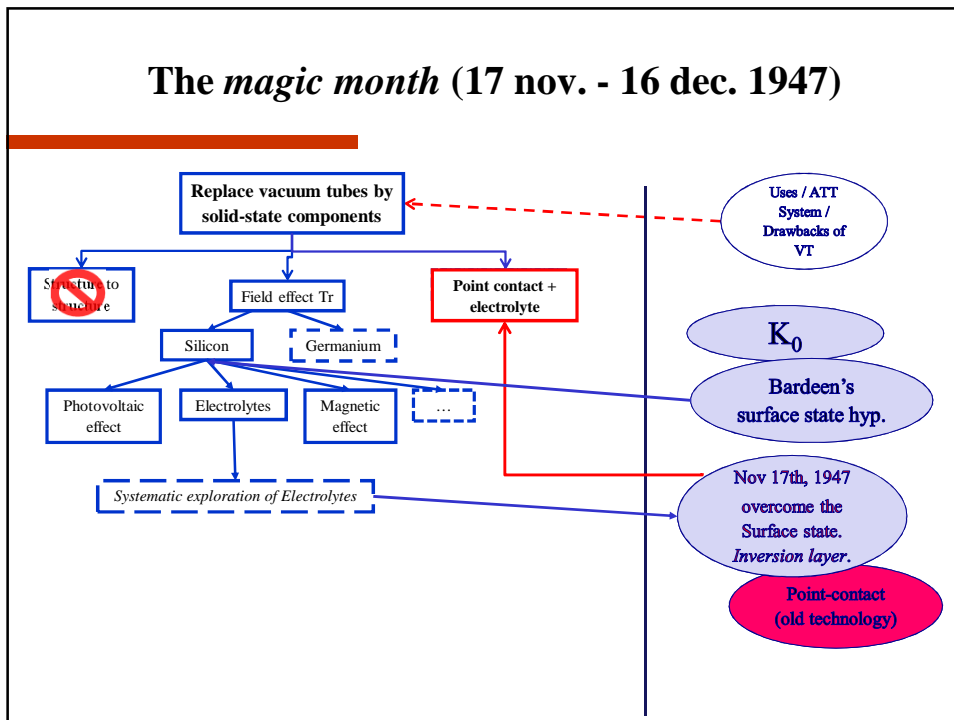 The magic month (17 nov. - 16 dec. 1947)
Replace vacuum tubes by
solid-state components
Uses / ATT
System /
Drawbacks of
VT
Structure to
structure
Field effect Tr
Point contact +
electrolyte
Silicon
Germanium
K0
Photovoltaic
effect
Electrolytes
Magnetic
effect
…
Bardeen's
surface state hyp.
Systematic exploration of Electrolytes
Nov 17th, 1947
overcome the
Surface state.
Inversion layer.
Point-contact
(old technology)